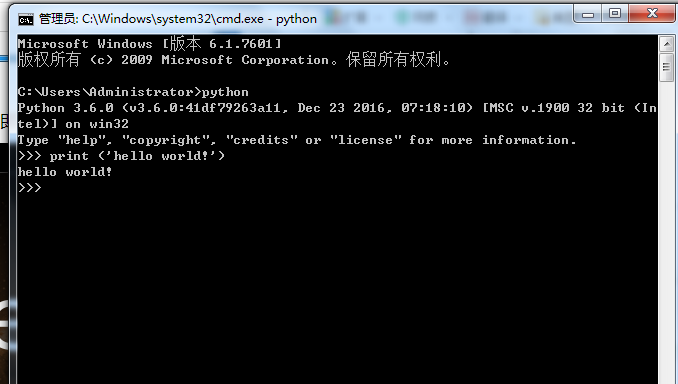 管理员: C:\Windows\system32\cmd.exe - python
Microsoft Windows [版本 6.1.7601]
版权所有 (c) 2009 Microsoft Corporation。保留所有权利。
C:\Users\Administrator>python
Python 3.6.0 (v3.6.0:41df79263a11, Dec 23 2016, 07:18:10) [MSC v.1900 32 bit (In
tel)] on win32
Type "help", "copyright", "credits" or "license" for more information.
>>> print ('hello world!')
hello world!
>>>